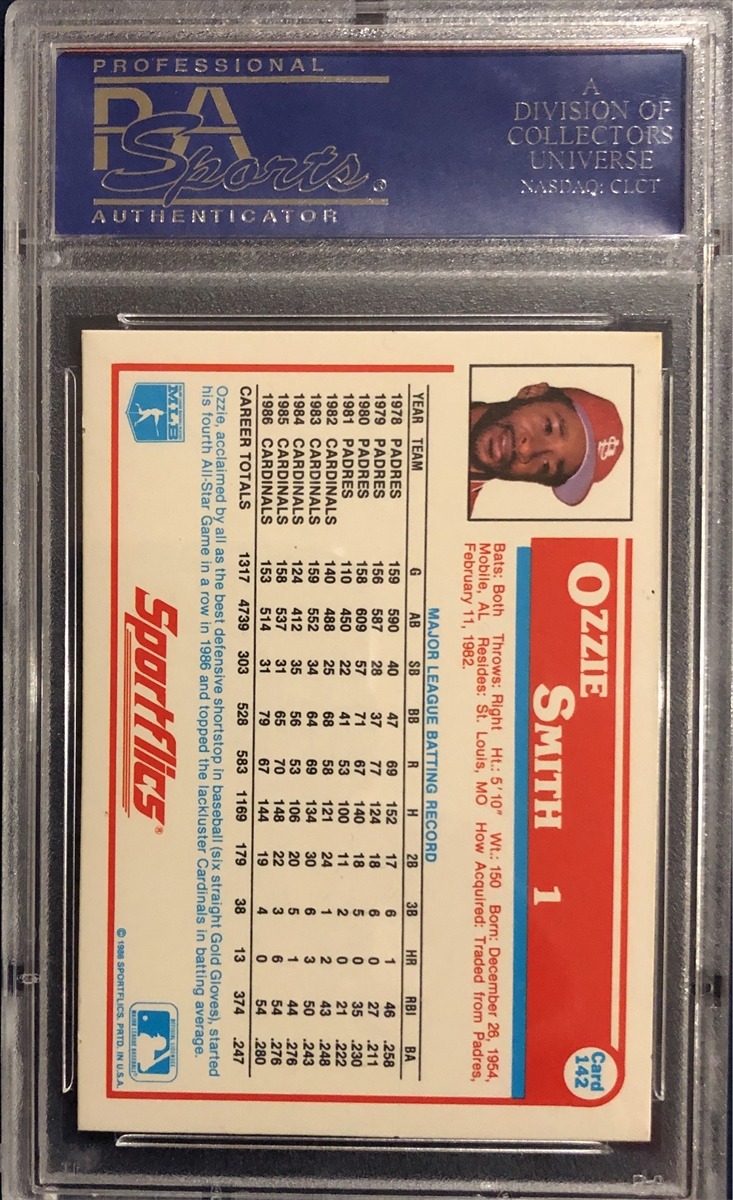 PROFESSIONAL
PSA
Sports®
AUTHENTICATOR
A
DIVISION OF
COLLECTORS
UNIVERSE
NASDAQ: CLCT
OZZIE
SMITH 1
Card
142
Bats: Both Throws: Right Ht.: 5'10" Wt.: 150 Born: December 26, 1954,
Mobile, AL Resides: St. Louis, MO How Acquired: Traded from Padres,
February 11, 1982.
MAJOR LEAGUE BATTING RECORD
YEAR TEAM G AB SB BB R H 2B 3B HR RBI BA
1978 PADRES 159 590 40 47 69 152 17 6 1 46 .258
1979 PADRES 156 587 28 37 77 124 18 6 0 27 .211
1980 PADRES 158 609 57 71 67 140 18 5 0 35 .230
1981 PADRES 110 450 22 41 53 100 11 2 0 21 .222
1982 CARDINALS 140 488 25 68 58 121 24 1 2 43 .248
1983 CARDINALS 159 552 34 64 69 134 30 6 3 50 .243
1984 CARDINALS 124 412 35 56 53 106 20 5 1 44 .276
1985 CARDINALS 158 537 31 65 70 148 22 3 6 54 .276
1986 CARDINALS 153 514 31 79 67 144 19 4 0 54 .280
CAREER TOTALS 1317 4739 303 528 583 1169 179 38 13 374 .247
Ozzie, acclaimed by all as the best defensive shortstop in baseball (six straight Gold Gloves), started
his fourth All-Star Game in a row in 1986 and topped the lackluster Cardinals in batting average.
MLB
Sportflics®
© 1986 SPORTFLICS, PRTD. IN U.S.A.